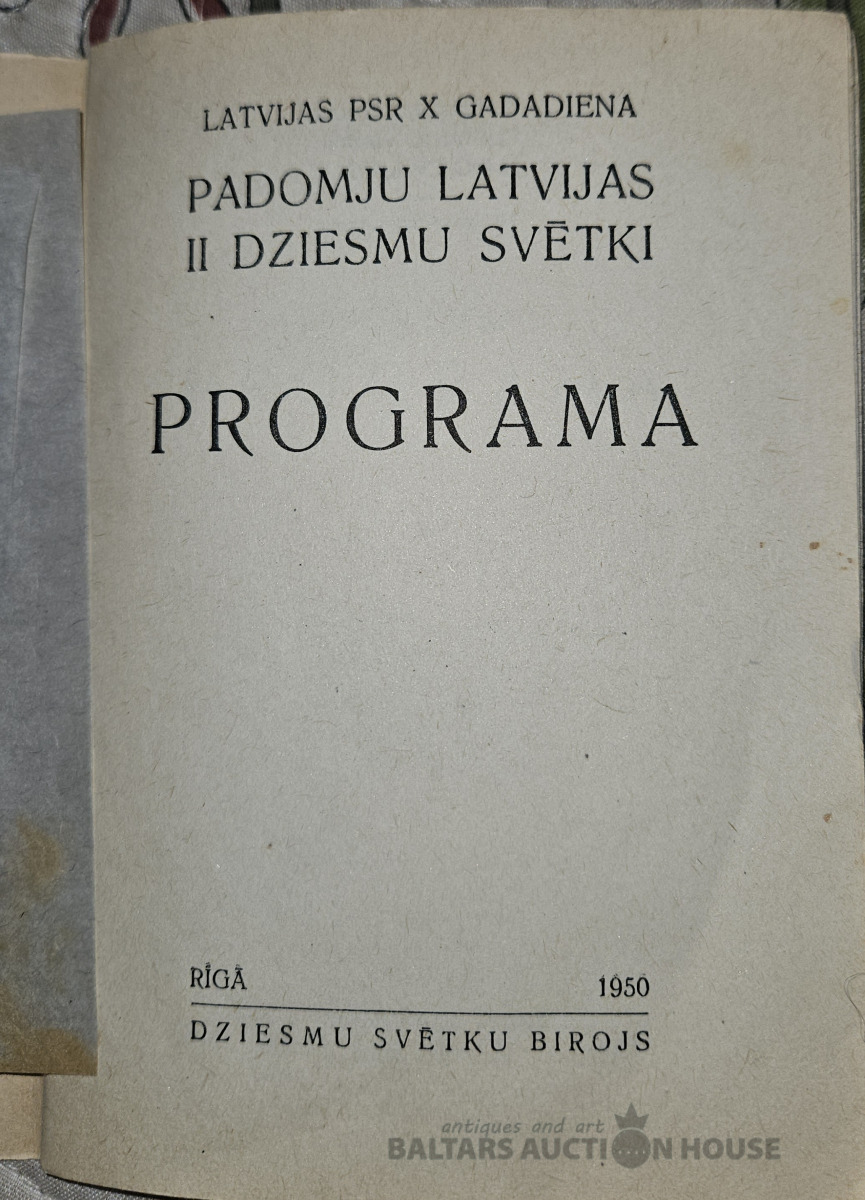 LATVIJAS PSR X GADADIENA
PADOMJU LATVIJAS
II DZIESMU SVĒTKI
PROGRAMA
RĪGĀ 1950
DZIESMU SVĒTKU BIROJS
antiques and art
BALTARS AUCTION HOUSE